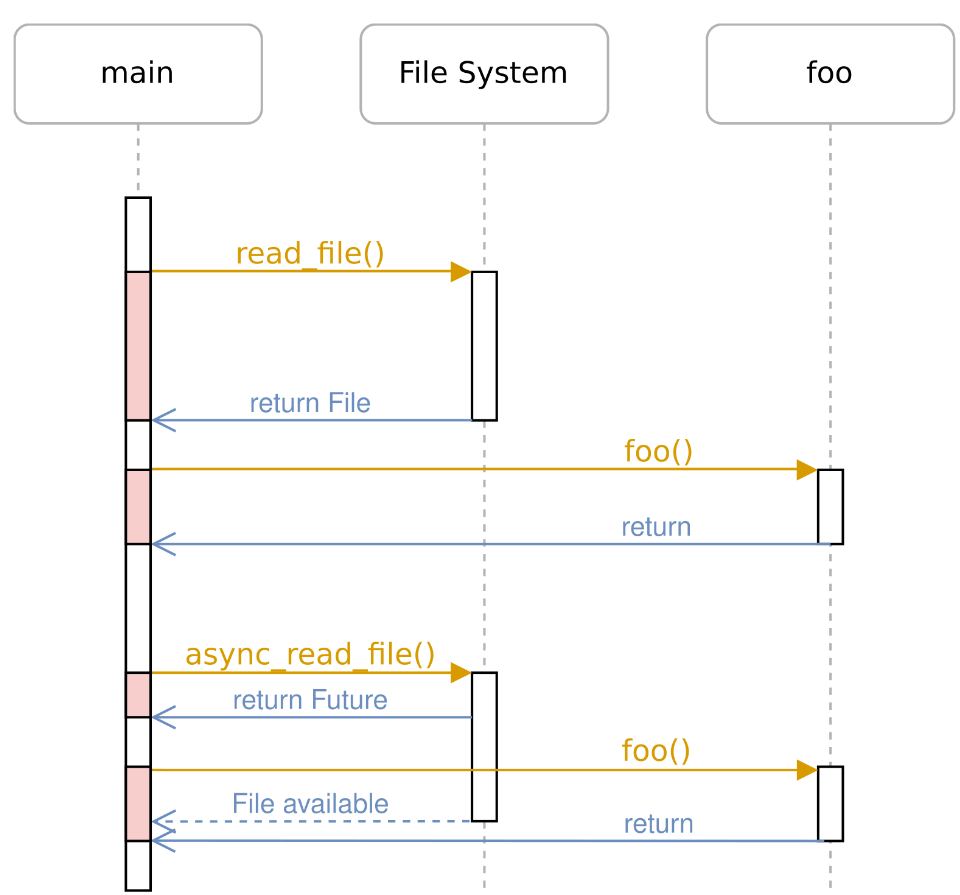 main
File System
foo
read_file()
return File
foo()
return
async_read_file()
return Future
foo()
File available
return